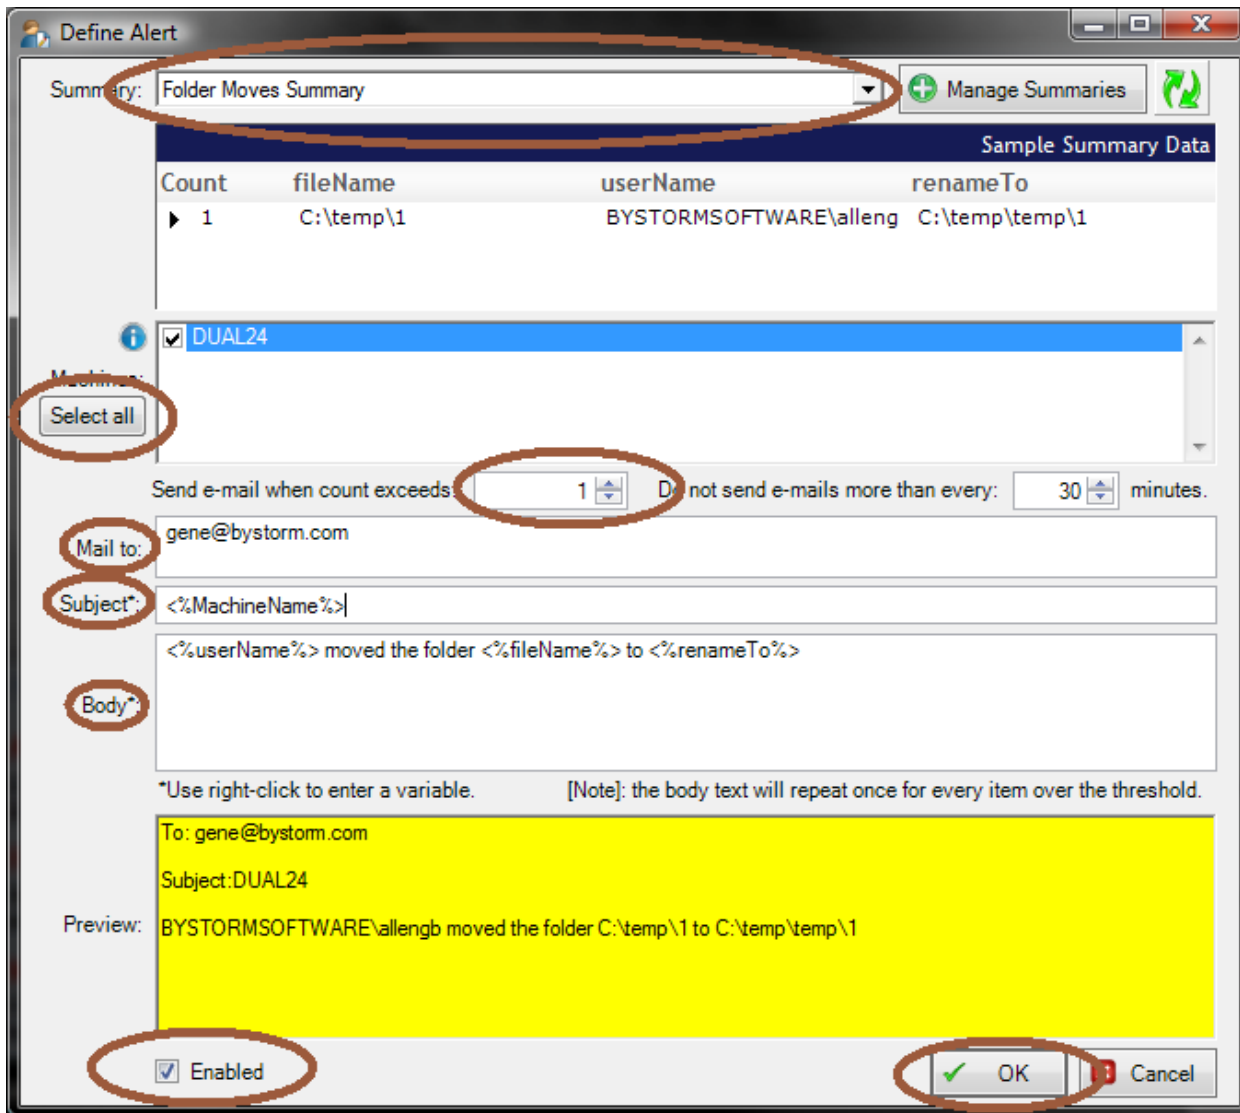 Define Alert
Summary: Folder Moves Summary Manage Summaries
Sample Summary Data
Count fileName userName renameTo
1 C:\temp\1 BYSTORMSOFTWARE\alleng C:\temp\temp\1
DUAL24
Machines:
Select all
Send e-mail when count exceeds: 1 Do not send e-mails more than every: 30 minutes.
Mail to: gene@bystorm.com
Subject*: <%MachineName%>
<%userName%> moved the folder <%fileName%> to <%renameTo%>
Body*:
*Use right-click to enter a variable. [Note]: the body text will repeat once for every item over the threshold.
To: gene@bystorm.com
Subject:DUAL24
Preview: BYSTORMSOFTWARE\allengb moved the folder C:\temp\1 to C:\temp\temp\1
Enabled OK Cancel